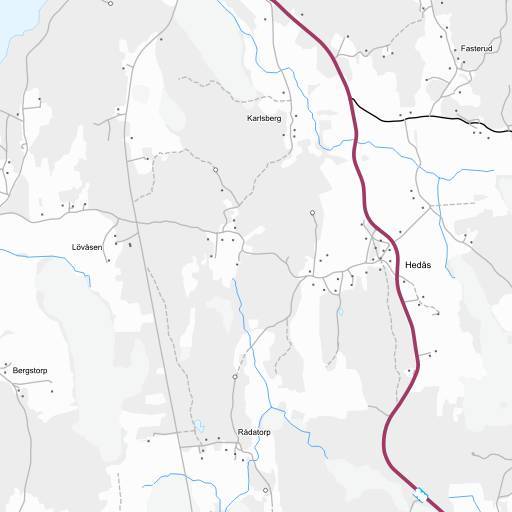 Fasterud
Karlsberg
Lövåsen
Hedås
Bergstorp
Rådatorp